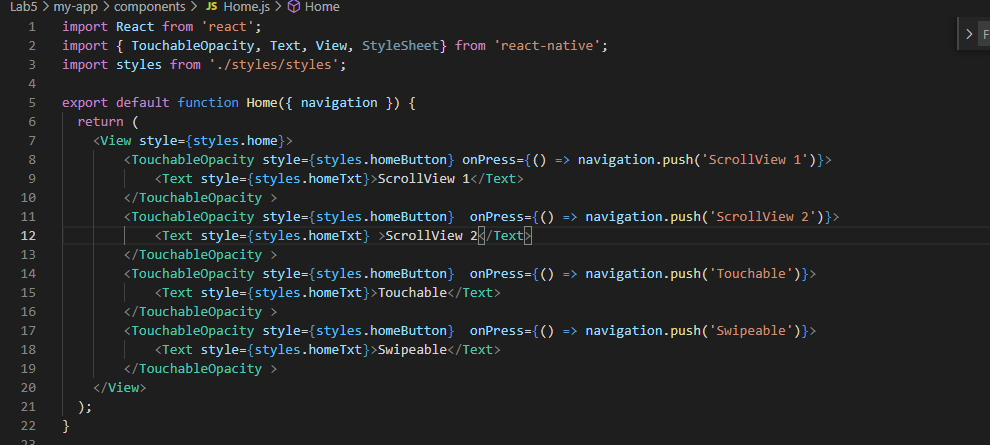 Lab5 > my-app > components > JS Home.js > Home
1 import React from 'react';
2 import { TouchableOpacity, Text, View, StyleSheet} from 'react-native';
3 import styles from './styles/styles';
4
5 export default function Home({ navigation }) {
6 return (
7 <View style={styles.home}>
8 <TouchableOpacity style={styles.homeButton} onPress={() => navigation.push('ScrollView 1')}>
9 <Text style={styles.homeTxt}>ScrollView 1</Text>
10 </TouchableOpacity >
11 <TouchableOpacity style={styles.homeButton}  onPress={() => navigation.push('ScrollView 2')}>
12 <Text style={styles.homeTxt} >ScrollView 2</Text>
13 </TouchableOpacity >
14 <TouchableOpacity style={styles.homeButton}  onPress={() => navigation.push('Touchable')}>
15 <Text style={styles.homeTxt}>Touchable</Text>
16 </TouchableOpacity >
17 <TouchableOpacity style={styles.homeButton}  onPress={() => navigation.push('Swipeable')}>
18 <Text style={styles.homeTxt}>Swipeable</Text>
19 </TouchableOpacity >
20 </View>
21 );
22 }
23